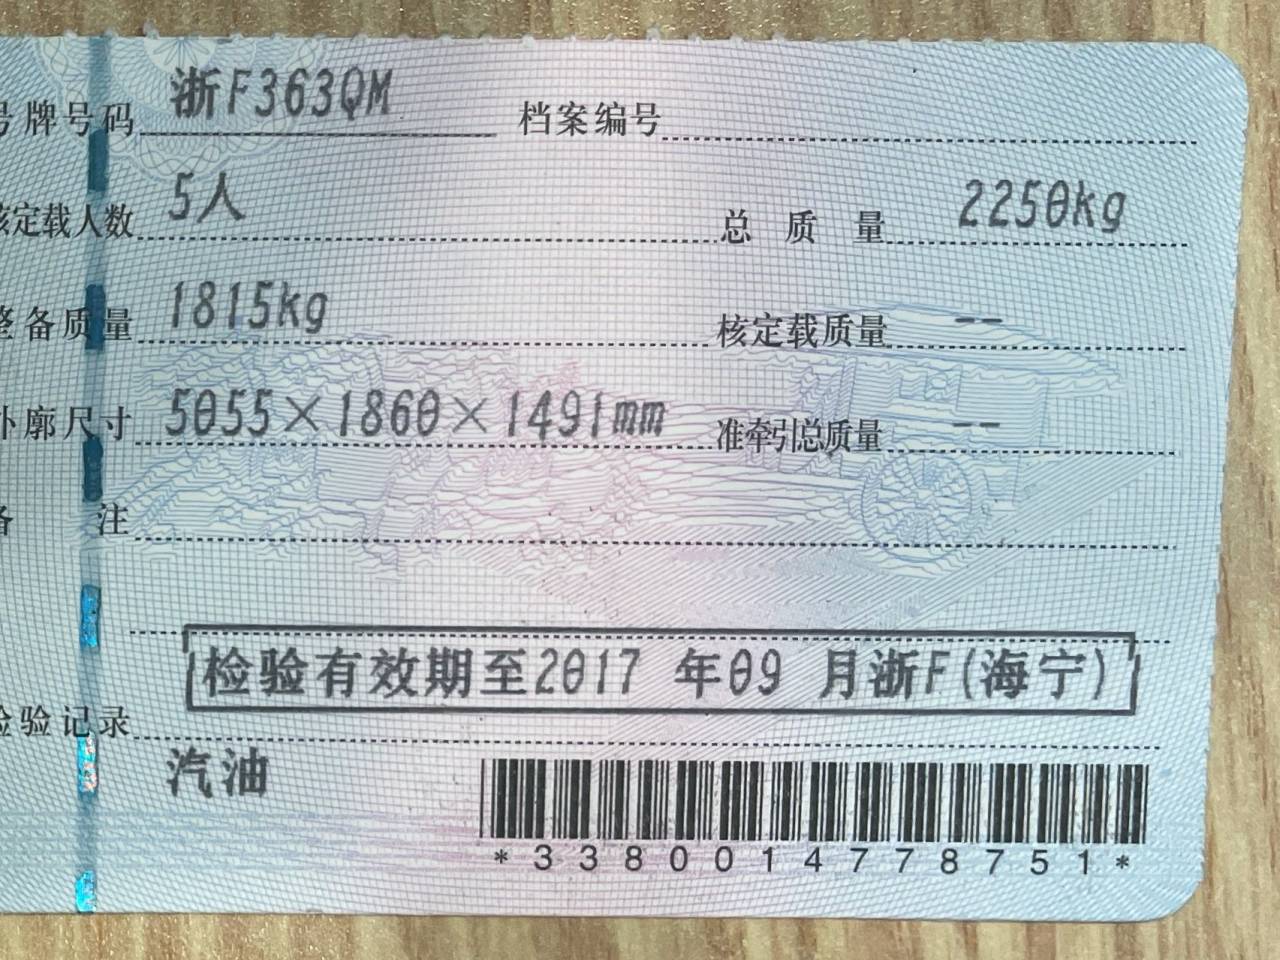 号牌号码 浙F363QM 档案编号
核定载人数 5人 总质量 2250kg
整备质量 1815kg 核定载质量 --
外廓尺寸 5055×1860×1491mm 准牵引总质量 --
备注
检验有效期至2017 年09 月浙F(海宁)
检验记录
汽油
*3380014778751*